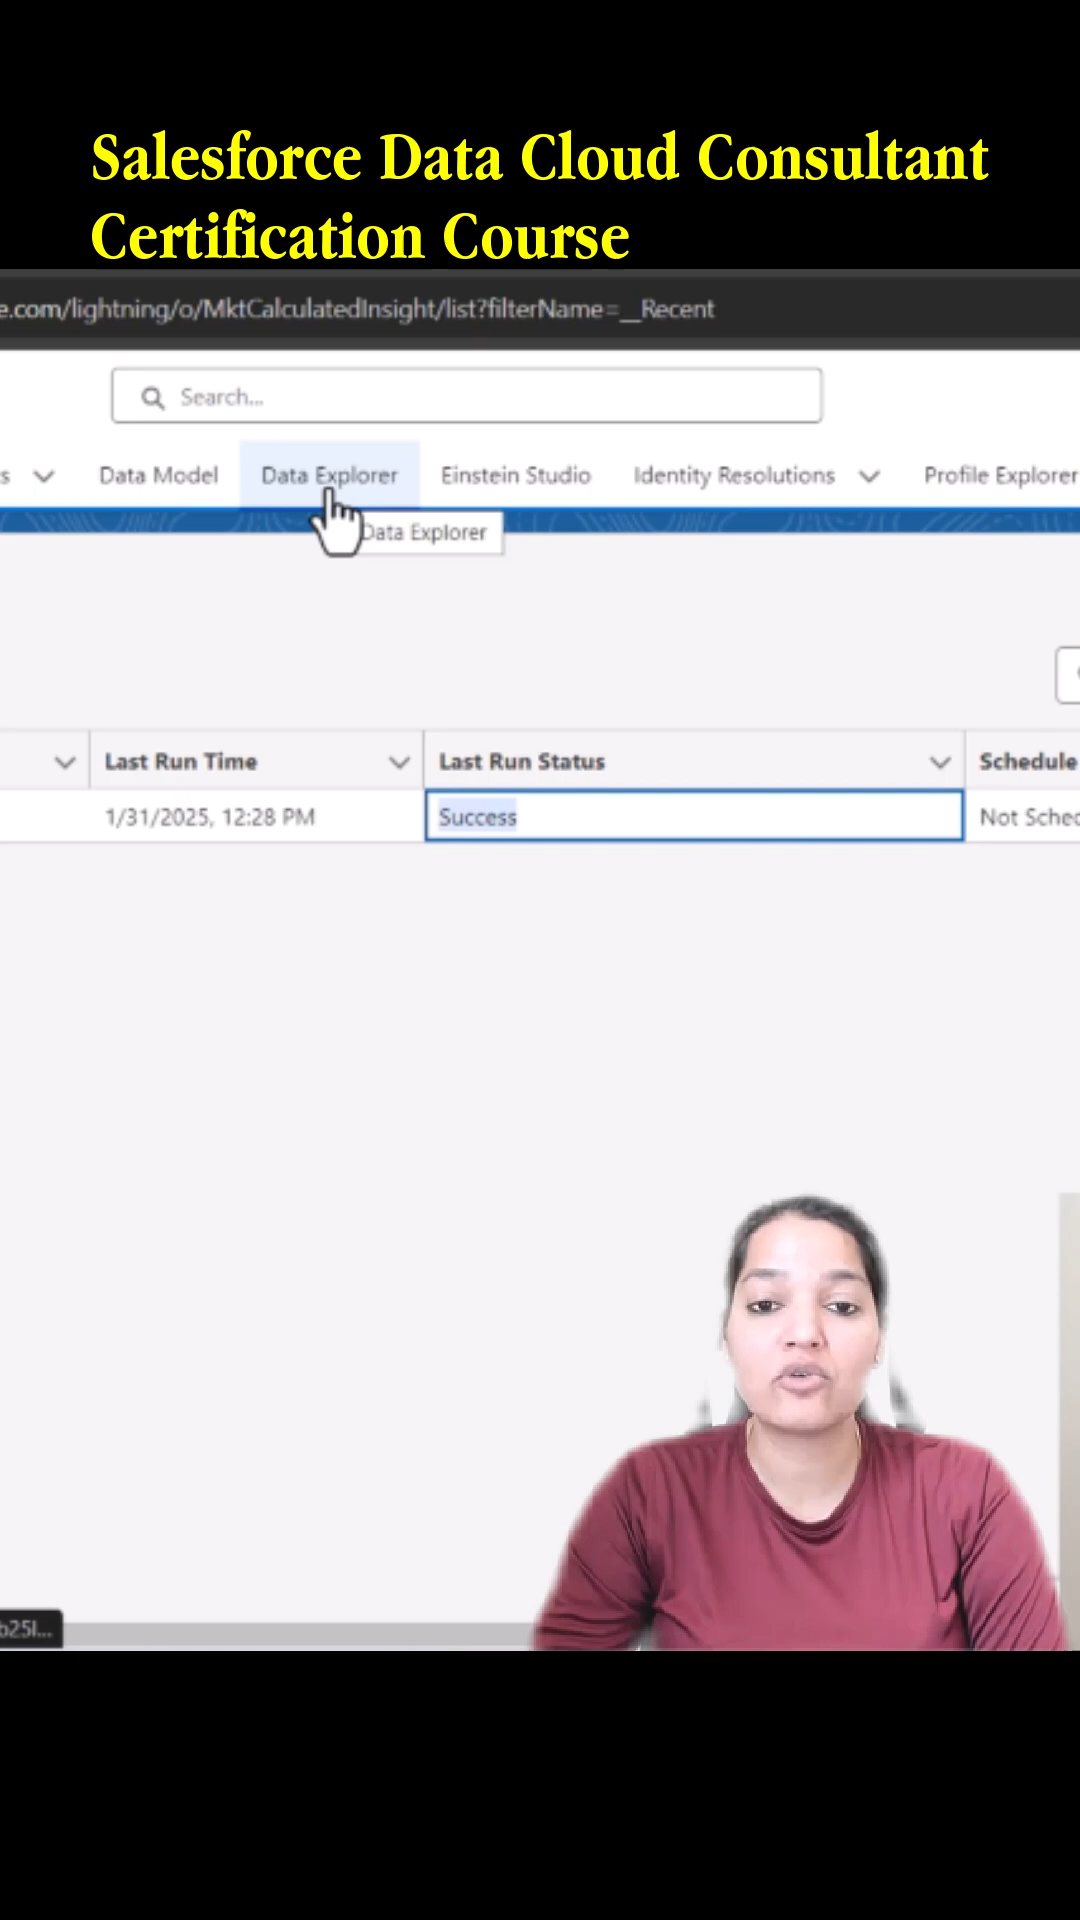 Salesforce Data Cloud Consultant
Certification Course
e.com/lightning/o/MktCalculatedInsight/list?filterName=__Recent
Search...
s Data Model Data Explorer Einstein Studio Identity Resolutions Profile Explorer
Data Explorer
Last Run Time Last Run Status Schedule
1/31/2025, 12:28 PM Success Not Sched
b25l...